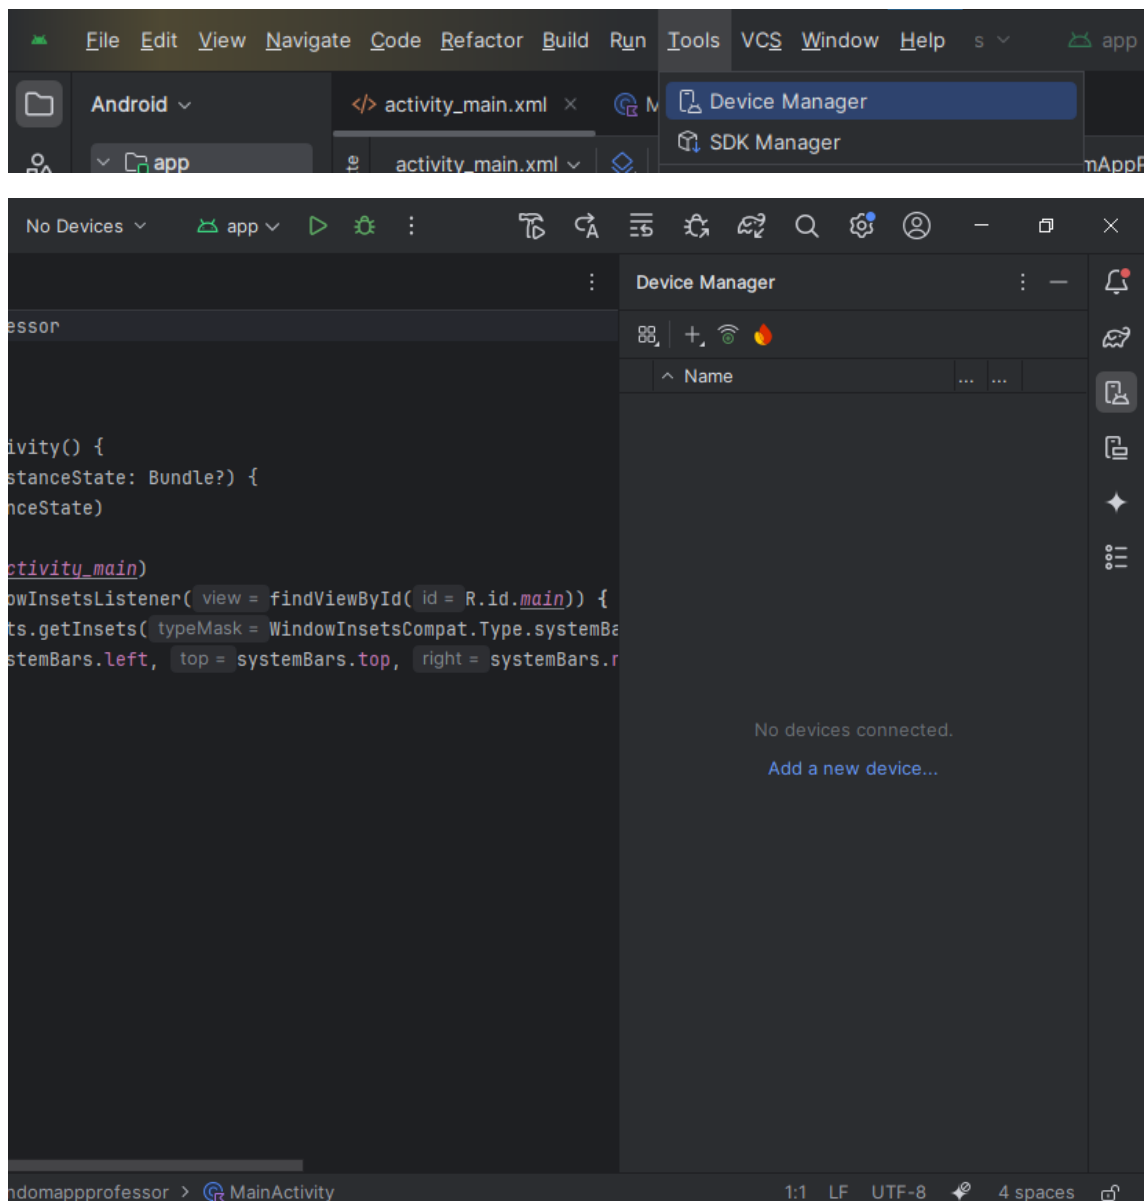 File Edit View Navigate Code Refactor Build Run Tools VCS Window Help s app
Android activity_main.xml M Device Manager
SDK Manager
app activity_main.xml mAppP
No Devices app
Device Manager
essor
Name ... ...
ivity() {
stanceState: Bundle?) {
nceState)
ctivity_main)
owInsetsListener( view = findViewById( id = R.id.main)) {
ts.getInsets( typeMask = WindowInsetsCompat.Type.systemBa
stemBars.left, top = systemBars.top, right = systemBars.r
No devices connected.
Add a new device...
ndomappprofessor > MainActivity 1:1 LF UTF-8 4 spaces